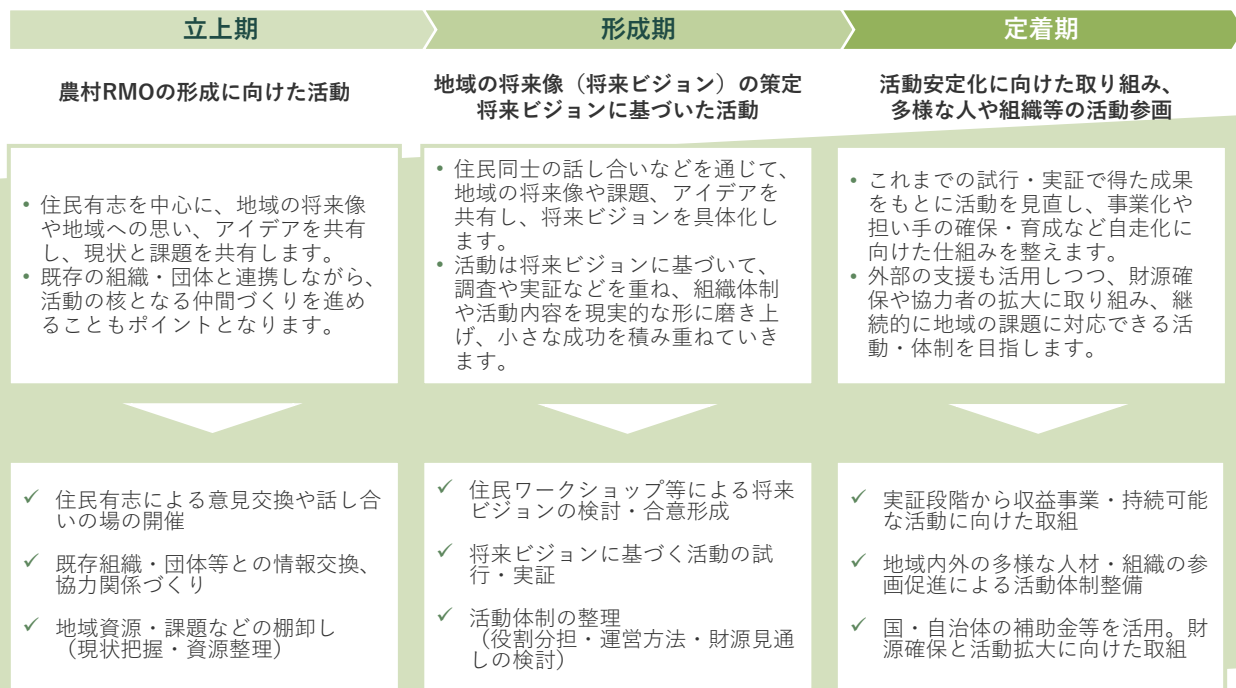 立上期
形成期
定着期
農村RMOの形成に向けた活動
地域の将来像（将来ビジョン）の策定
将来ビジョンに基づいた活動
活動安定化に向けた取り組み、
多様な人や組織等の活動参画
• 住民有志を中心に、地域の将来像
や地域への思い、アイデアを共有
し、現状と課題を共有します。
• 既存の組織・団体と連携しながら、
活動の核となる仲間づくりを進め
ることもポイントとなります。
• 住民同士の話し合いなどを通じて、
地域の将来像や課題、アイデアを
共有し、将来ビジョンを具体化し
ます。
• 活動は将来ビジョンに基づいて、
調査や実証などを重ね、組織体制
や活動内容を現実的な形に磨き上
げ、小さな成功を積み重ねていき
ます。
• これまでの試行・実証で得た成果
をもとに活動を見直し、事業化や
担い手の確保・育成など自走化に
向けた仕組みを整えます。
• 外部の支援も活用しつつ、財源確
保や協力者の拡大に取り組み、継
続的に地域の課題に対応できる活
動・体制を目指します。
✓ 住民有志による意見交換や話し合
いの場の開催
✓ 既存組織・団体等との情報交換、
協力関係づくり
✓ 地域資源・課題などの棚卸し
（現状把握・資源整理）
✓ 住民ワークショップ等による将来
ビジョンの検討・合意形成
✓ 将来ビジョンに基づく活動の試
行・実証
✓ 活動体制の整理
（役割分担・運営方法・財源見通
しの検討）
✓ 実証段階から収益事業・持続可能
な活動に向けた取組
✓ 地域内外の多様な人材・組織の参
画促進による活動体制整備
✓ 国・自治体の補助金等を活用。財
源確保と活動拡大に向けた取組